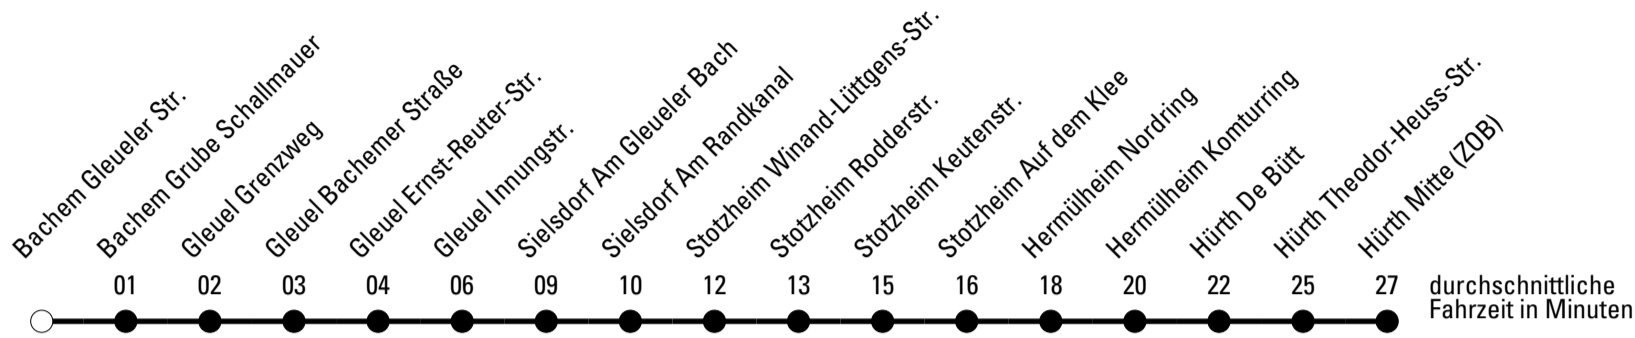 Bachem Gleueler Str.
Bachem Grube Schallmauer
Gleuel Grenzweg
Gleuel Bachemer Straße
Gleuel Ernst-Reuter-Str.
Gleuel Innungstr.
Sielsdorf Am Gleueler Bach
Sielsdorf Am Randkanal
Stotzheim Winand-Lüttgens-Str.
Stotzheim Rodderstr.
Stotzheim Keutenstr.
Stotzheim Auf dem Klee
Hermülheim Nordring
Hermülheim Komturring
Hürth De Bütt
Hürth Theodor-Heuss-Str.
Hürth Mitte (ZOB)
01 02 03 04 06 09 10 12 13 15 16 18 20 22 25 27 durchschnittliche
Fahrzeit in Minuten